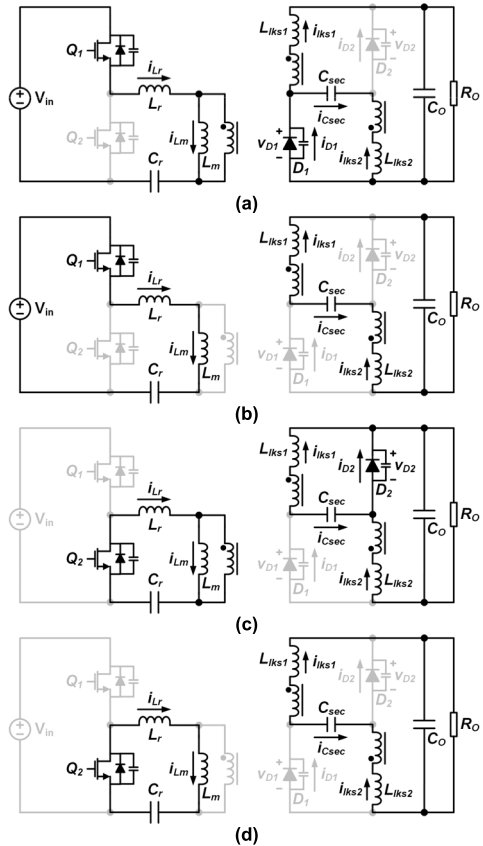 Q1
Q2
Vin
iLr
Lr
iLm
Lm
Cr
Llks1
ilks1
Csec
iCsec
vD1
+
−
iD1
D1
iD2
vD2
+
−
D2
ilks2
Llks2
CO
RO
(a)
Q1
Q2
Vin
iLr
Lr
iLm
Lm
Cr
Llks1
ilks1
Csec
iCsec
vD1
+
−
iD1
D1
iD2
vD2
+
−
D2
ilks2
Llks2
CO
RO
(b)
Q1
Q2
Vin
iLr
Lr
iLm
Lm
Cr
Llks1
ilks1
Csec
iCsec
vD1
+
−
iD1
D1
iD2
vD2
+
−
D2
ilks2
Llks2
CO
RO
(c)
Q1
Q2
Vin
iLr
Lr
iLm
Lm
Cr
Llks1
ilks1
Csec
iCsec
vD1
+
−
iD1
D1
iD2
vD2
+
−
D2
ilks2
Llks2
CO
RO
(d)